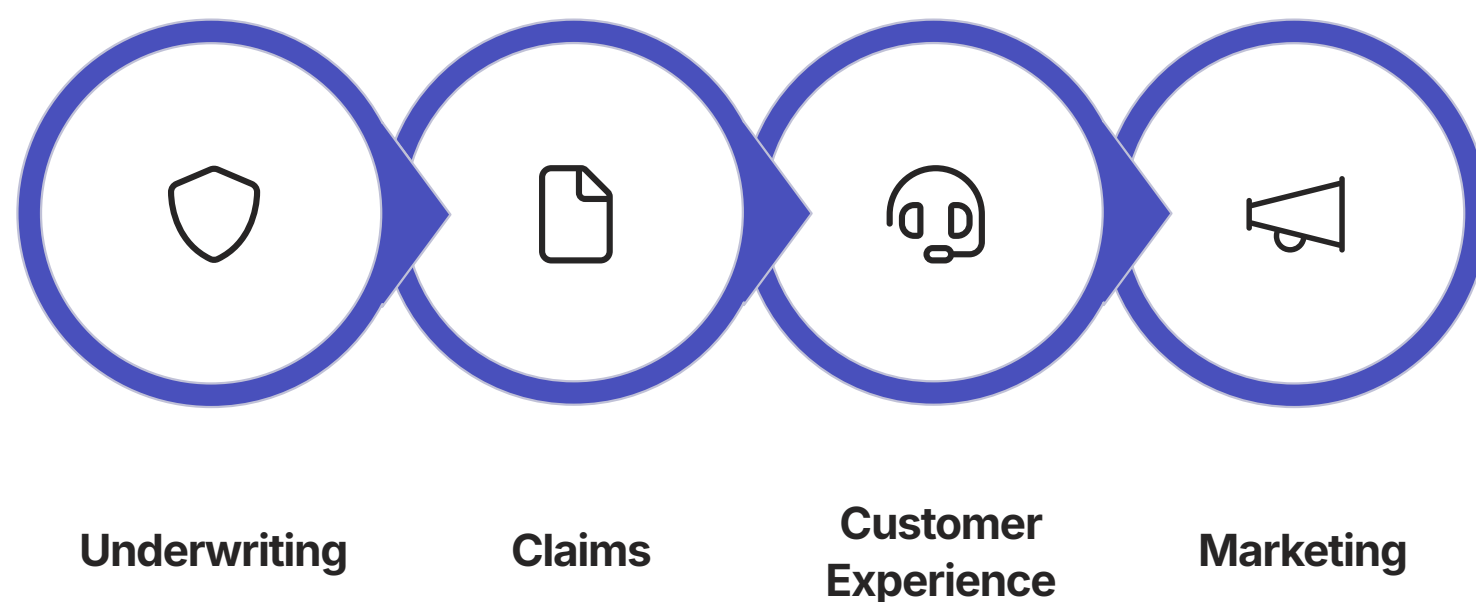 Underwriting
Claims
Customer
Experience
Marketing